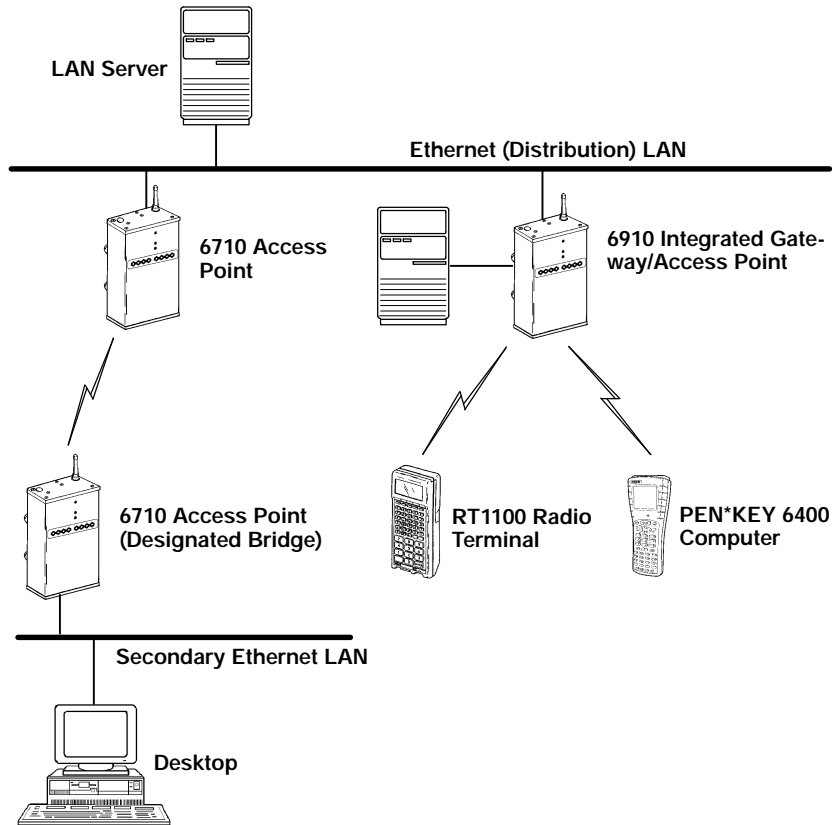 LAN Server
Ethernet (Distribution) LAN
6710 Access
Point
6910 Integrated Gate-
way/Access Point
6710 Access Point
(Designated Bridge)
RT1100 Radio
Terminal
PEN*KEY 6400
Computer
Secondary Ethernet LAN
Desktop